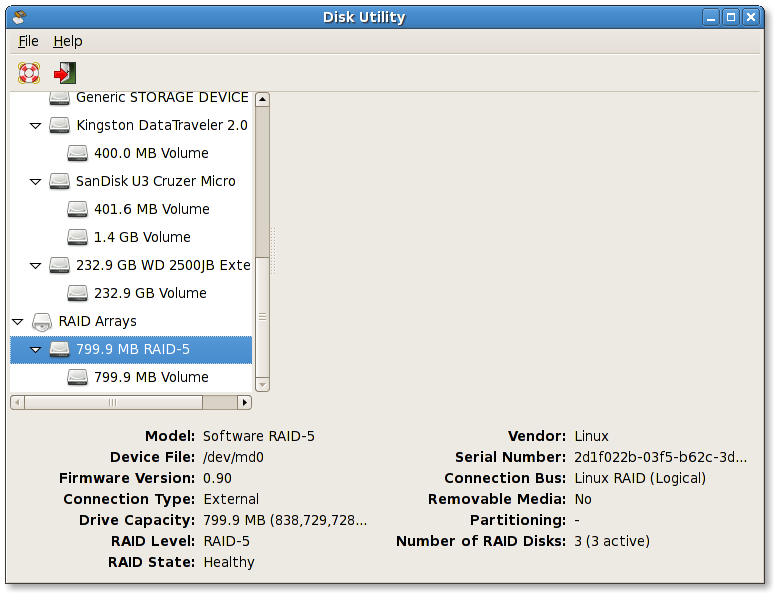 Disk Utility
File Help
Generic STORAGE DEVICE
Kingston DataTraveler 2.0
400.0 MB Volume
SanDisk U3 Cruzer Micro
401.6 MB Volume
1.4 GB Volume
232.9 GB WD 2500JB Exte
232.9 GB Volume
RAID Arrays
799.9 MB RAID-5
799.9 MB Volume
Model: Software RAID-5
Device File: /dev/md0
Firmware Version: 0.90
Connection Type: External
Drive Capacity: 799.9 MB (838,729,728...
RAID Level: RAID-5
RAID State: Healthy
Vendor: Linux
Serial Number: 2d1f022b-03f5-b62c-3d...
Connection Bus: Linux RAID (Logical)
Removable Media: No
Partitioning: -
Number of RAID Disks: 3 (3 active)